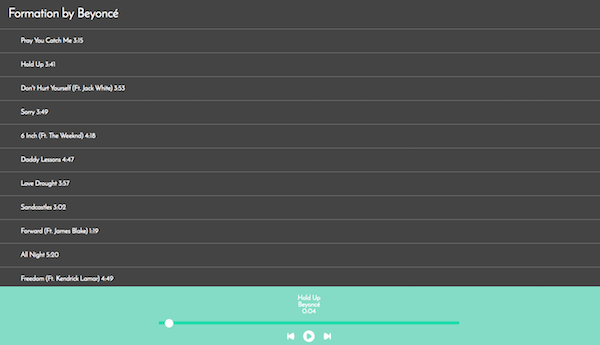 Formation by Beyoncé
Pray You Catch Me 3:15
Hold Up 3:41
Don't Hurt Yourself (Ft. Jack White) 3:53
Sorry 3:49
6 Inch (Ft. The Weeknd) 4:18
Daddy Lessons 4:47
Love Drought 3:57
Sandcastles 3:02
Forward (Ft. James Blake) 1:19
All Night 5:20
Freedom (Ft. Kendrick Lamar) 4:49
Hold Up
Beyoncé
0:04